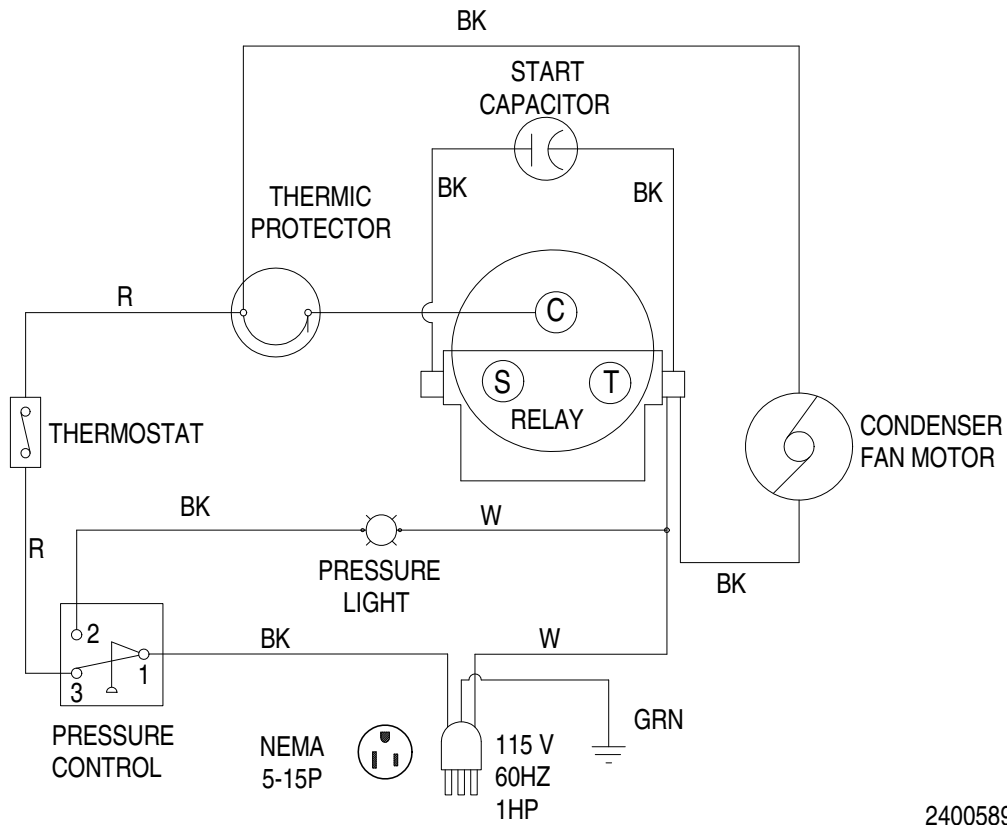 BK
START
CAPACITOR
BK
BK
THERMIC
PROTECTOR
R
C
S
T
RELAY
THERMOSTAT
CONDENSER
FAN MOTOR
BK
W
R
PRESSURE
LIGHT
BK
2
BK
W
1
3
PRESSURE
CONTROL
NEMA
5-15P
115 V
60HZ
1HP
GRN
2400589